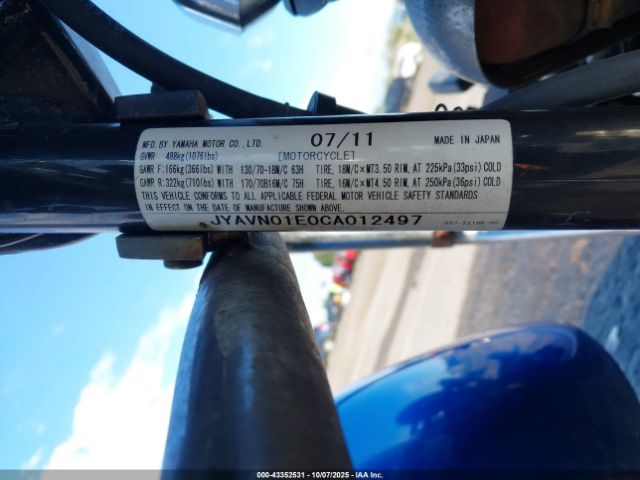 MFD. BY YAMAHA MOTOR CO., LTD. 07/11 MADE IN JAPAN
GVWR 488kg(1076lbs) [MOTORCYCLE]
GAWR F:166kg(366lbs) WITH 130/70-18M/C 63H TIRE, 18M/C×MT3.50 RIM, AT 225kPa(33psi) COLD
GAWR R:322kg(710lbs) WITH 170/70B16M/C 75H TIRE, 16M/C×MT4.50 RIM, AT 250kPa(36psi) COLD
THIS VEHICLE CONFORMS TO ALL APPLICABLE FEDERAL MOTOR VEHICLE SAFETY STANDARDS
IN EFFECT ON THE DATE OF MANUFACTURE SHOWN ABOVE.
JYAVN01E0CA012497
000-43352531 - 10/07/2025 - IAA Inc.